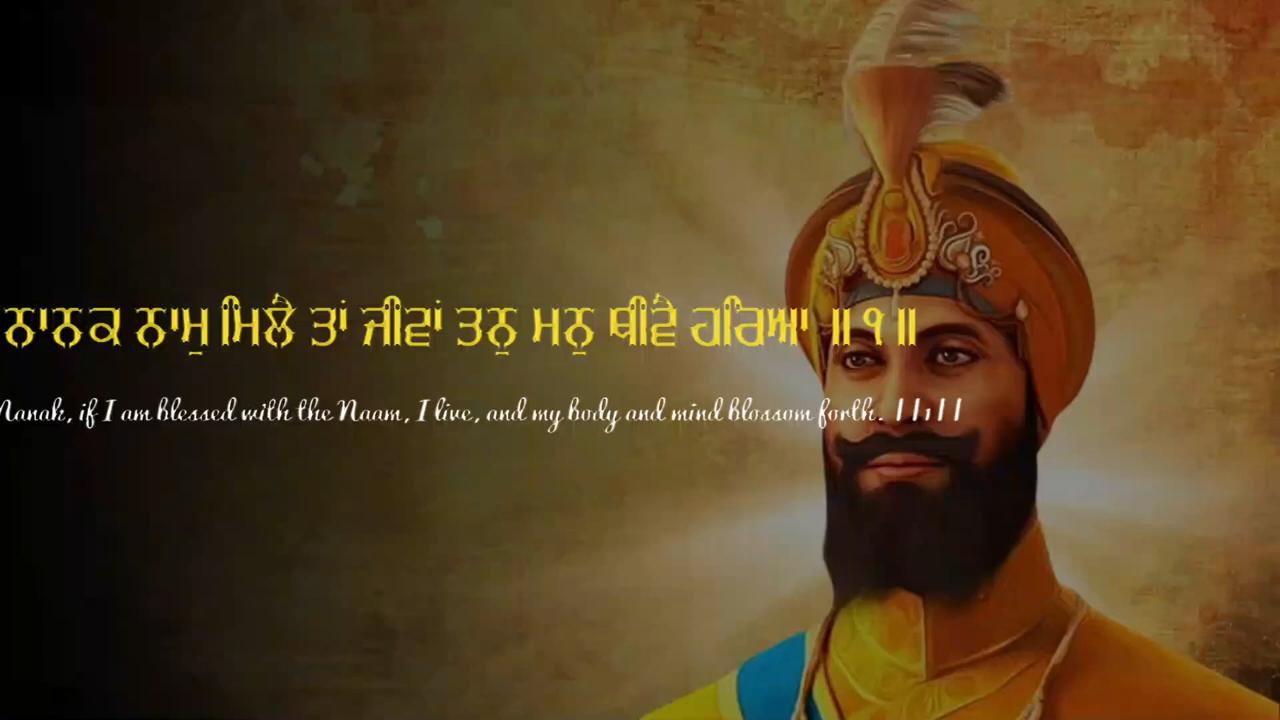 ਨਾਨਕ ਨਾਮੁ ਮਿਲੈ ਤਾਂ ਜੀਵਾਂ ਤਨੁ ਮਨੁ ਥੀਵੈ ਹਰਿਆ ॥੧॥
Nanak, if I am blessed with the Naam, I live, and my body and mind blossom forth. ||1||